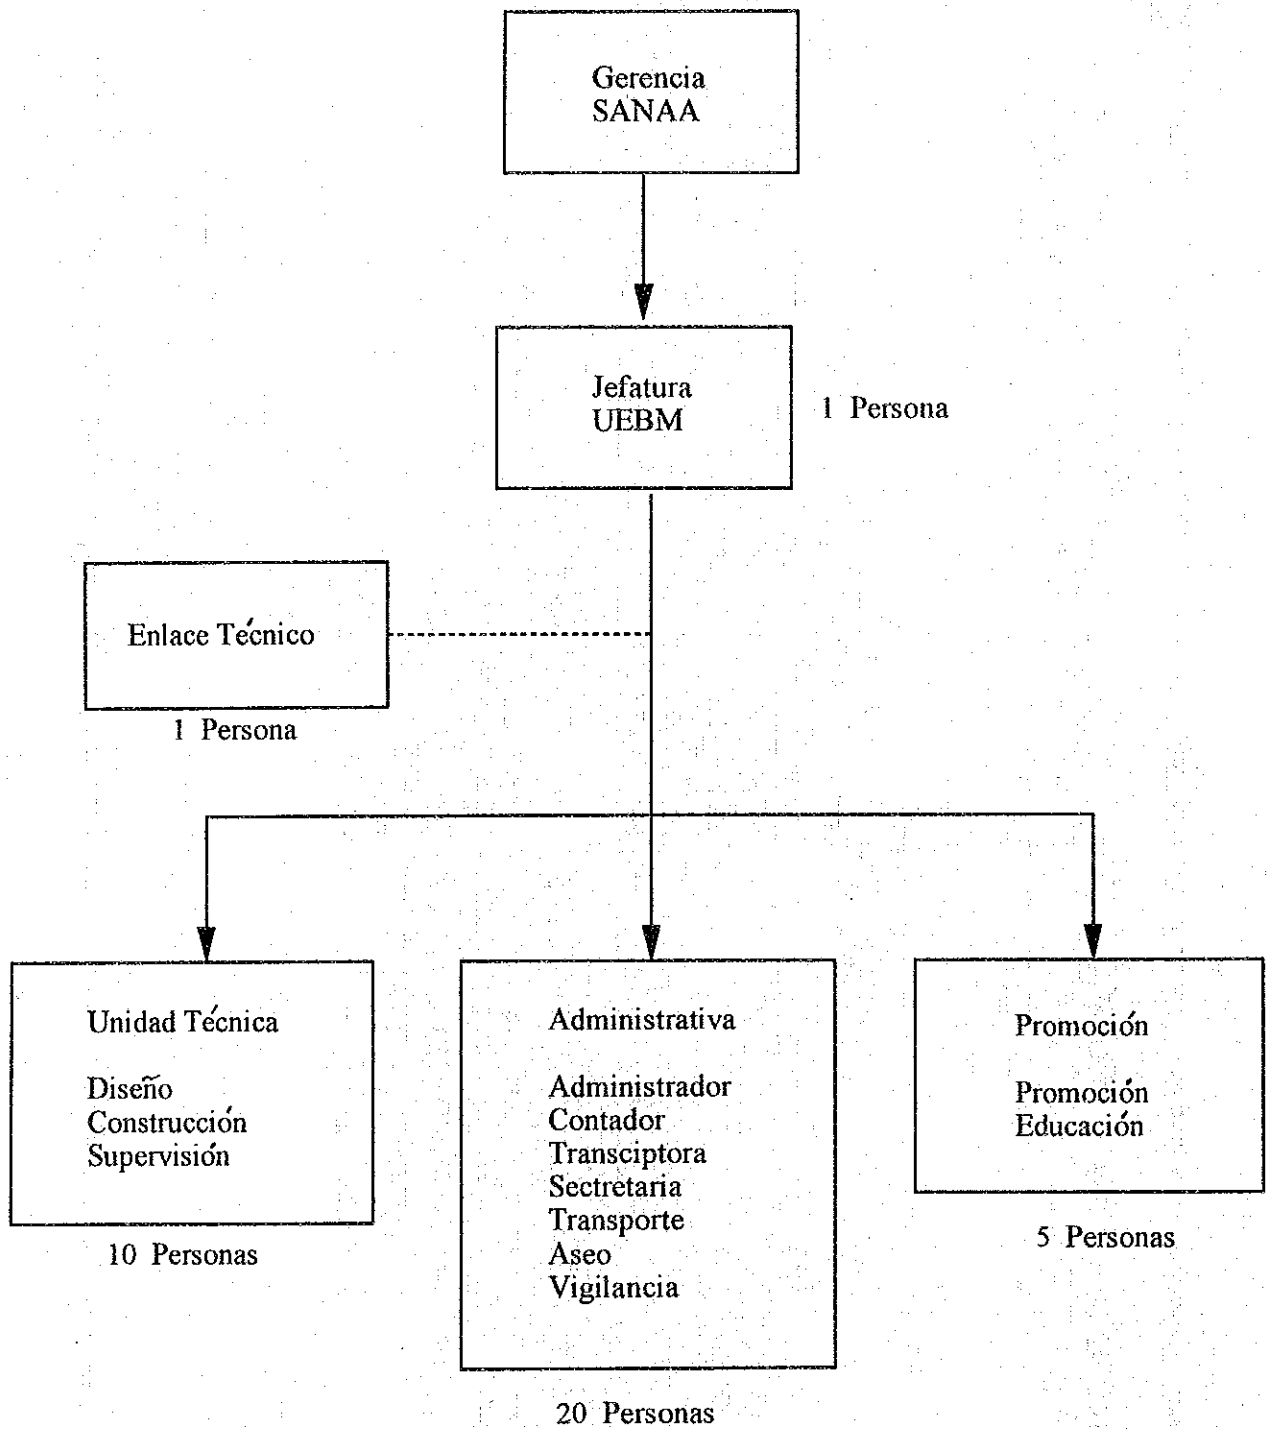 Gerencia
SANAA
Jefatura
UEBM
1 Persona
Enlace Técnico
1 Persona
Unidad Técnica
Diseño
Construcción
Supervisión
10 Personas
Administrativa
Administrador
Contador
Transciptora
Sectretaria
Transporte
Aseo
Vigilancia
20 Personas
Promoción
Promoción
Educación
5 Personas